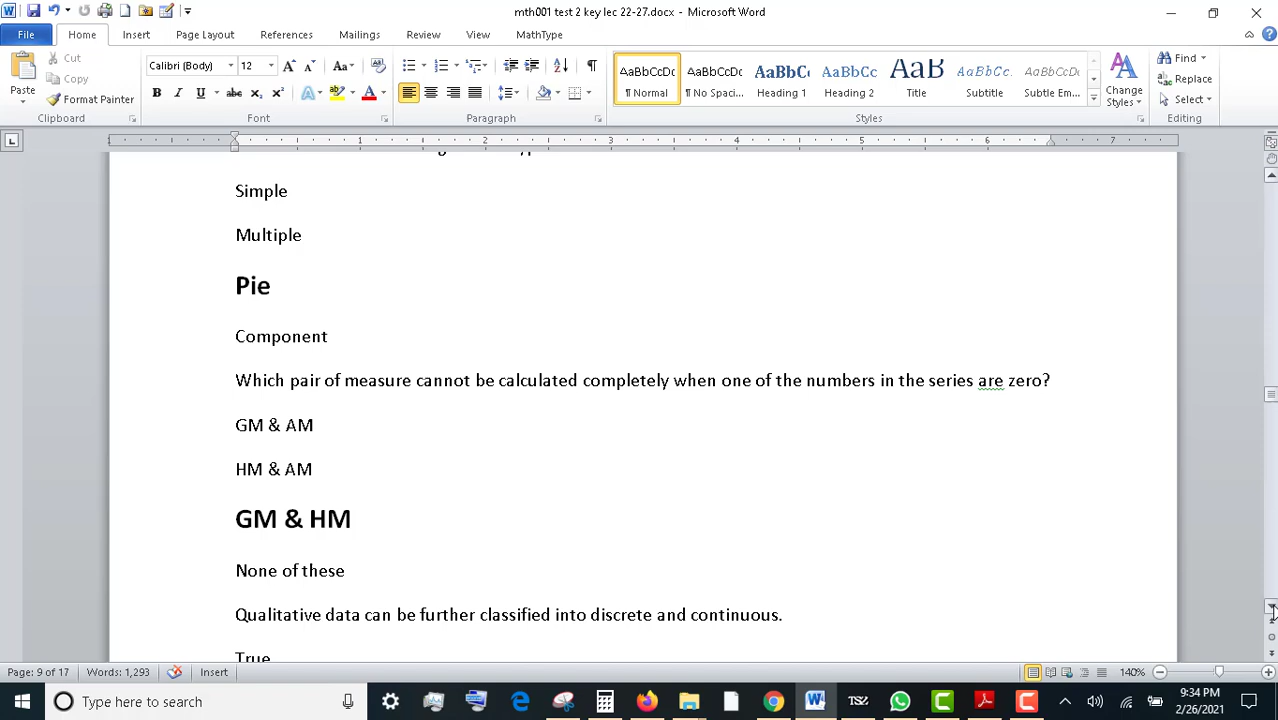 mth001 test 2 key lec 22-27.docx - Microsoft Word
File Home Insert Page Layout References Mailings Review View MathType
Paste Cut Copy Format Painter
Calibri (Body) 12
AaBbCcDc AaBbCcDc AaBbCc AaBbCc AaB AaBbCc. AaBbCcDc
¶ Normal ¶ No Spaci... Heading 1 Heading 2 Title Subtitle Subtle Em...
Change Styles
Find Replace Select
Clipboard Font Paragraph Styles Editing
Simple
Multiple
Pie
Component
Which pair of measure cannot be calculated completely when one of the numbers in the series are zero?
GM & AM
HM & AM
GM & HM
None of these
Qualitative data can be further classified into discrete and continuous.
True
Page: 9 of 17 Words: 1,293 Insert 140%
Type here to search
9:34 PM
2/26/2021